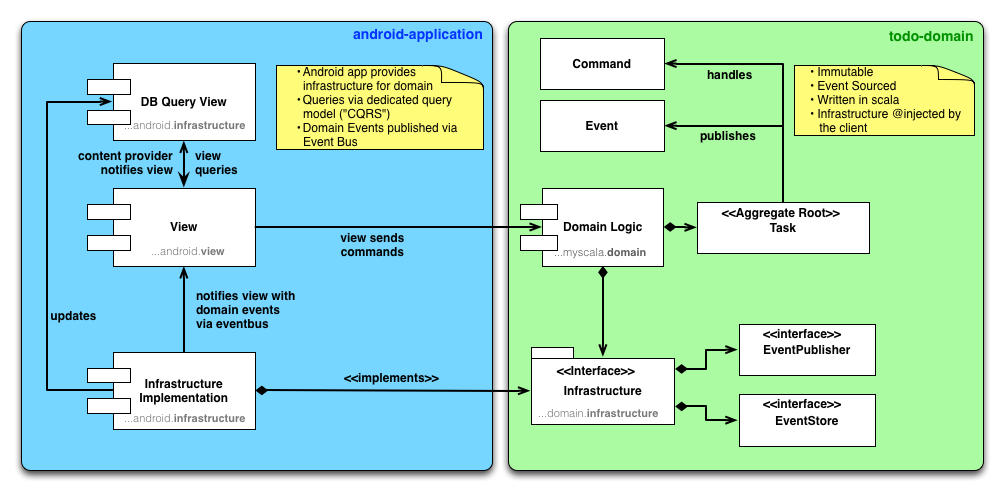 android-application
DB Query View
...android.infrastructure
• Android app provides
infrastructure for domain
• Queries via dedicated query
model ("CQRS")
• Domain Events published via
Event Bus
content provider
notifies view
view
queries
View
...android.view
view sends
commands
notifies view with
domain events
via eventbus
updates
Infrastructure
Implementation
...android.infrastructure
<<implements>>
todo-domain
Command
handles
Event
publishes
• Immutable
• Event Sourced
• Written in scala
• Infrastructure @injected by
the client
Domain Logic
...myscala.domain
<<Aggregate Root>>
Task
<<Interface>>
Infrastructure
...domain.infrastructure
<<interface>>
EventPublisher
<<interface>>
EventStore